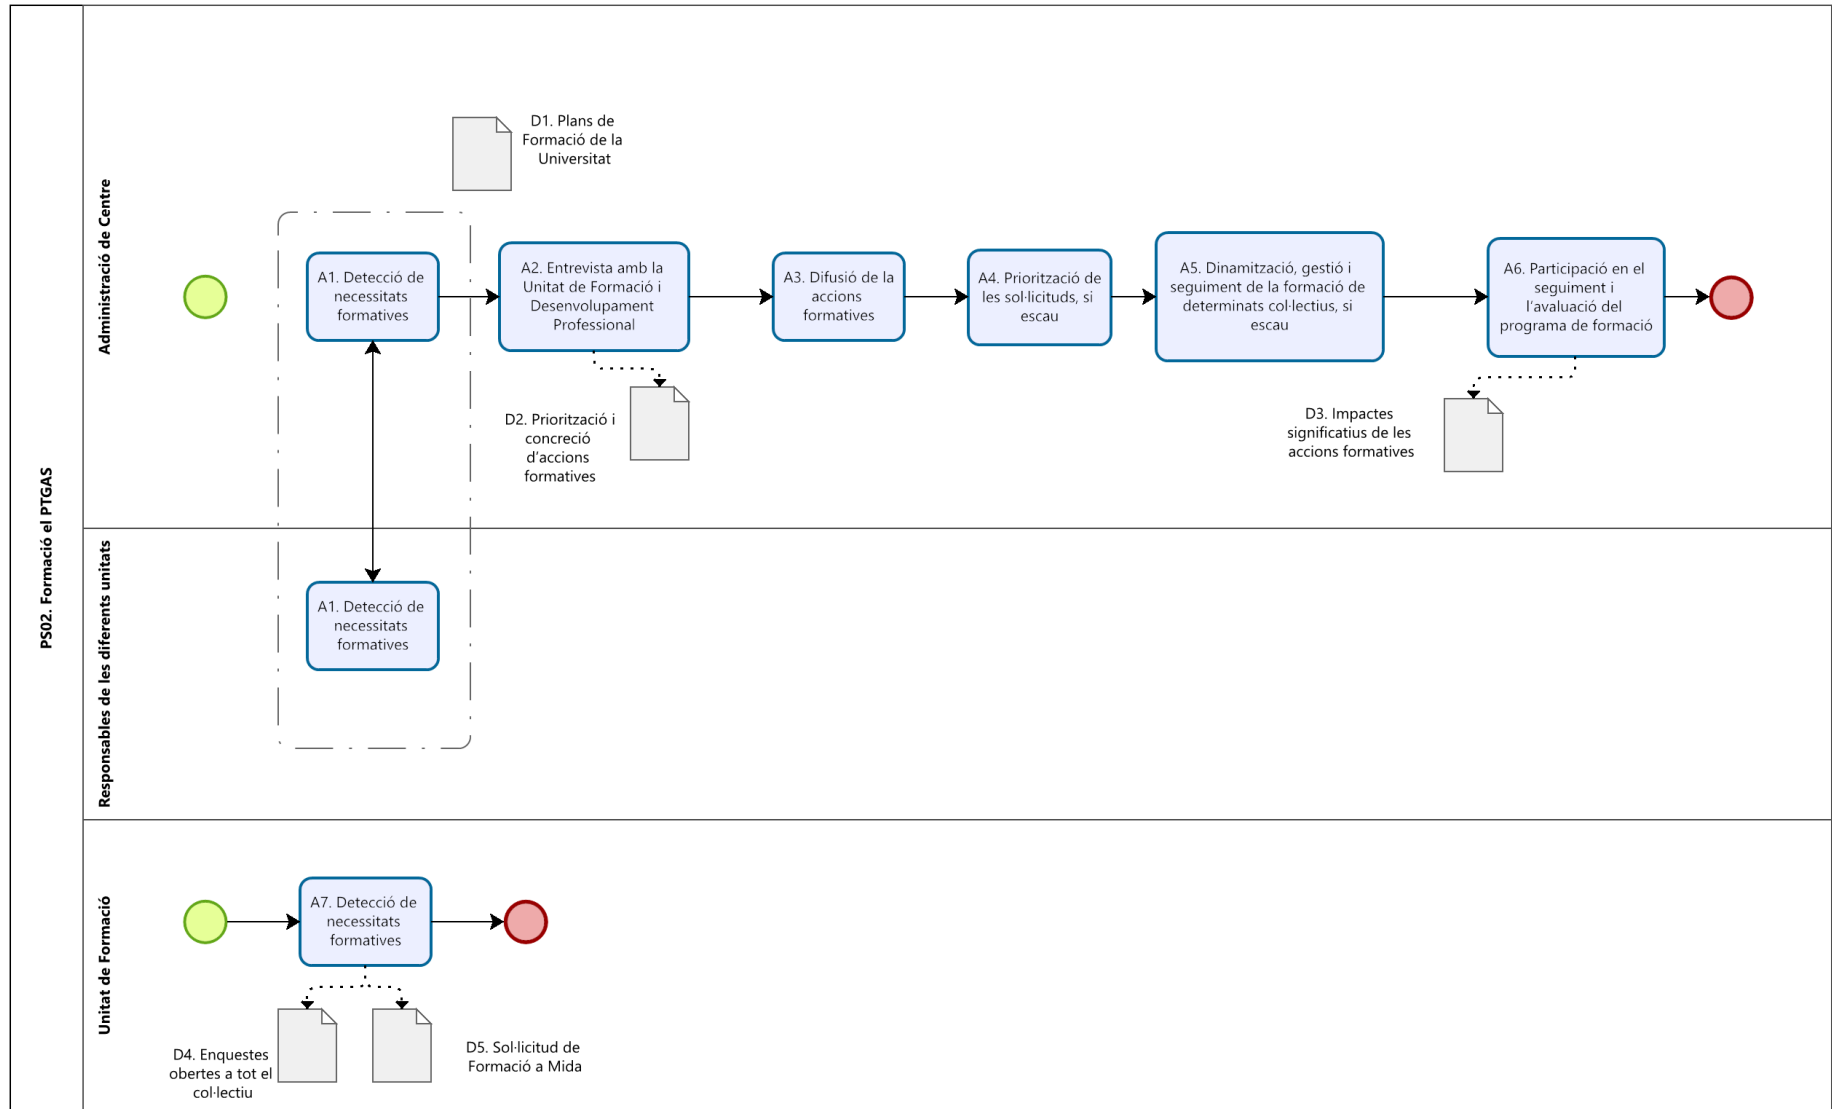 PS02. Formació el PTGAS
Administració de Centre
D1. Plans de
Formació de la
Universitat
A1. Detecció de
necessitats
formatives
A2. Entrevista amb la
Unitat de Formació i
Desenvolupament
Professional
A3. Difusió de la
accions
formatives
A4. Priorització de
les sol·licituds, si
escau
A5. Dinamització, gestió i
seguiment de la formació de
determinats col·lectius, si
escau
A6. Participació en el
seguiment i
l'avaluació del
programa de formació
D2. Priorització i
concreció
d'accions
formatives
D3. Impactes
significatius de les
accions formatives
Responsables de les diferents unitats
A1. Detecció de
necessitats
formatives
Unitat de Formació
A7. Detecció de
necessitats
formatives
D4. Enquestes
obertes a tot el
col·lectiu
D5. Sol·licitud de
Formació a Mida